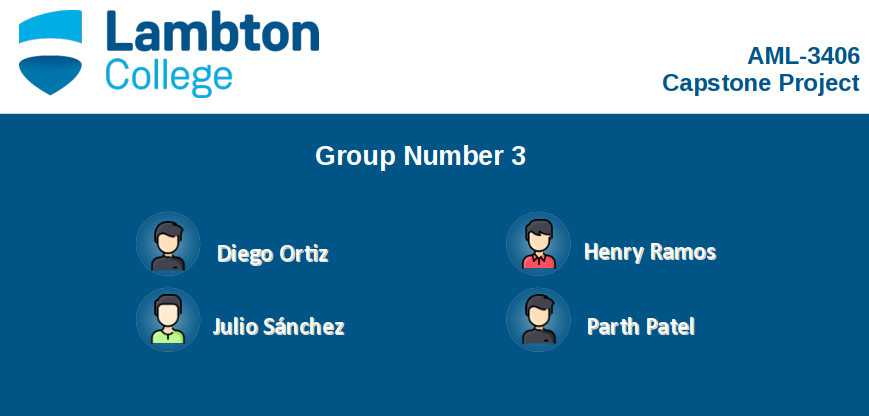 Lambton
College
AML-3406
Capstone Project
Group Number 3
Diego Ortiz
Henry Ramos
Julio Sánchez
Parth Patel